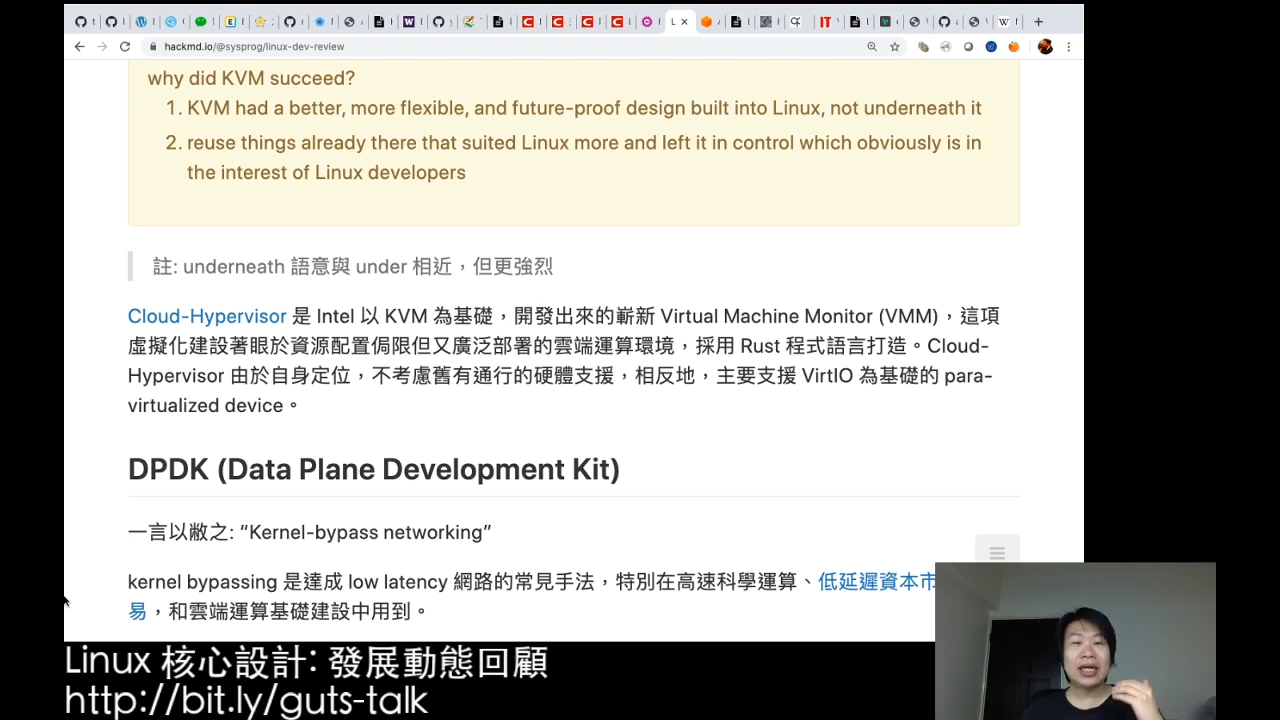 hackmd.io/@sysprog/linux-dev-review
why did KVM succeed?
1. KVM had a better, more flexible, and future-proof design built into Linux, not underneath it
2. reuse things already there that suited Linux more and left it in control which obviously is in
the interest of Linux developers
註: underneath 語意與 under 相近，但更強烈
Cloud-Hypervisor 是 Intel 以 KVM 為基礎，開發出來的嶄新 Virtual Machine Monitor (VMM)，這項
虛擬化建設著眼於資源配置侷限但又廣泛部署的雲端運算環境，採用 Rust 程式語言打造。Cloud-
Hypervisor 由於自身定位，不考慮舊有通行的硬體支援，相反地，主要支援 VirtIO 為基礎的 para-
virtualized device。
DPDK (Data Plane Development Kit)
一言以敝之: “Kernel-bypass networking”
kernel bypassing 是達成 low latency 網路的常見手法，特別在高速科學運算、低延遲資本市
易，和雲端運算基礎建設中用到。
Linux 核心設計: 發展動態回顧
http://bit.ly/guts-talk